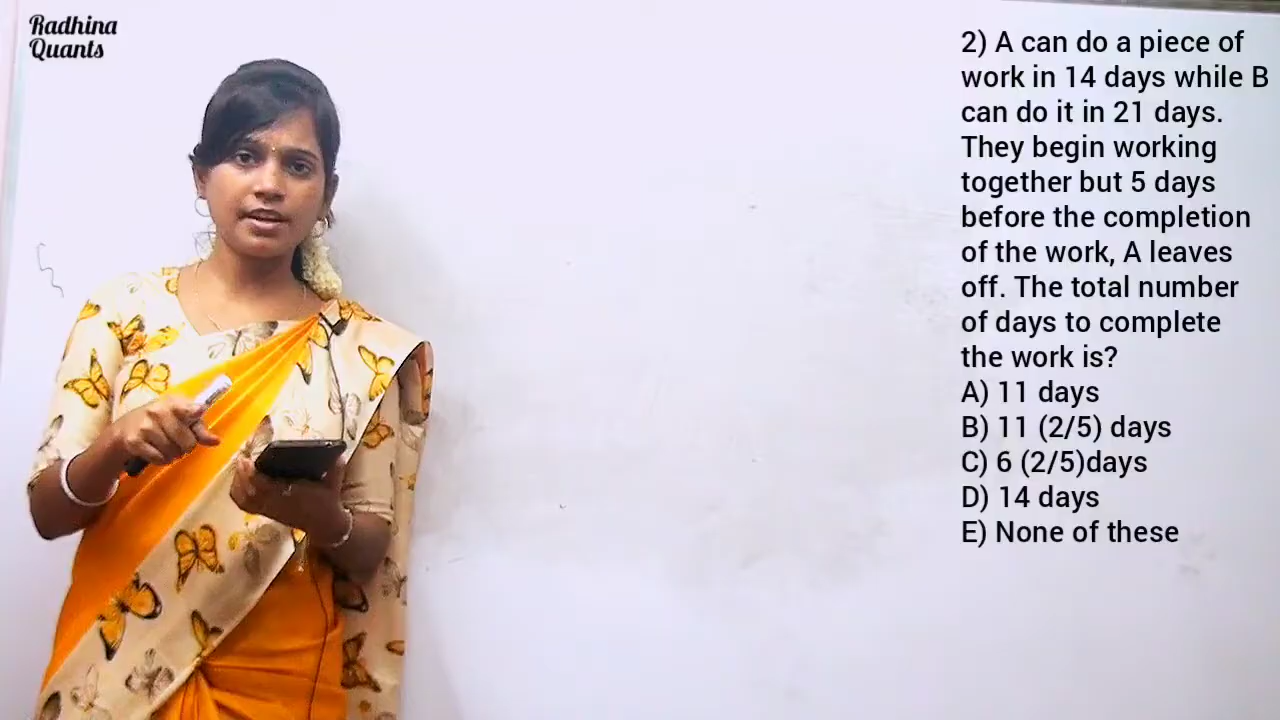 Radhina
Quants
2) A can do a piece of
work in 14 days while B
can do it in 21 days.
They begin working
together but 5 days
before the completion
of the work, A leaves
off. The total number
of days to complete
the work is?
A) 11 days
B) 11 (2/5) days
C) 6 (2/5)days
D) 14 days
E) None of these